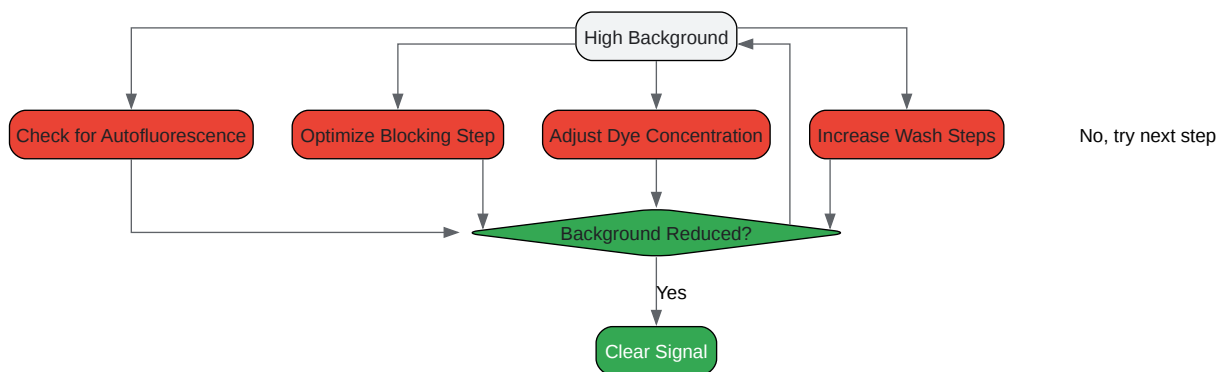 High Background
Check for Autofluorescence
Optimize Blocking Step
Adjust Dye Concentration
Increase Wash Steps
No, try next step
Background Reduced?
Yes
Clear Signal